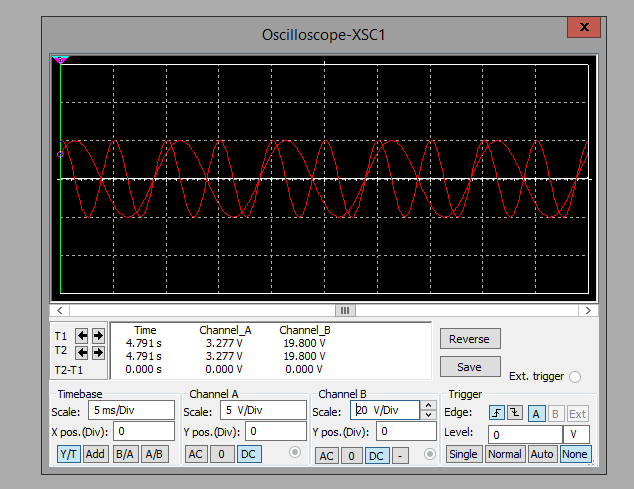 Oscilloscope-XSC1
x
T1
T2
T2-T1
Time Channel_A Channel_B
4.791 s 3.277 V 19.800 V
4.791 s 3.277 V 19.800 V
0.000 s 0.000 V 0.000 V
Reverse
Save
Ext. trigger
Timebase
Scale: 5 ms/Div
X pos.(Div): 0
Y/T Add B/A A/B
Channel A
Scale: 5 V/Div
Y pos.(Div): 0
AC 0 DC
Channel B
Scale: 20 V/Div
Y pos.(Div): 0
AC 0 DC -
Trigger
Edge: A B Ext
Level: 0 V
Single Normal Auto None